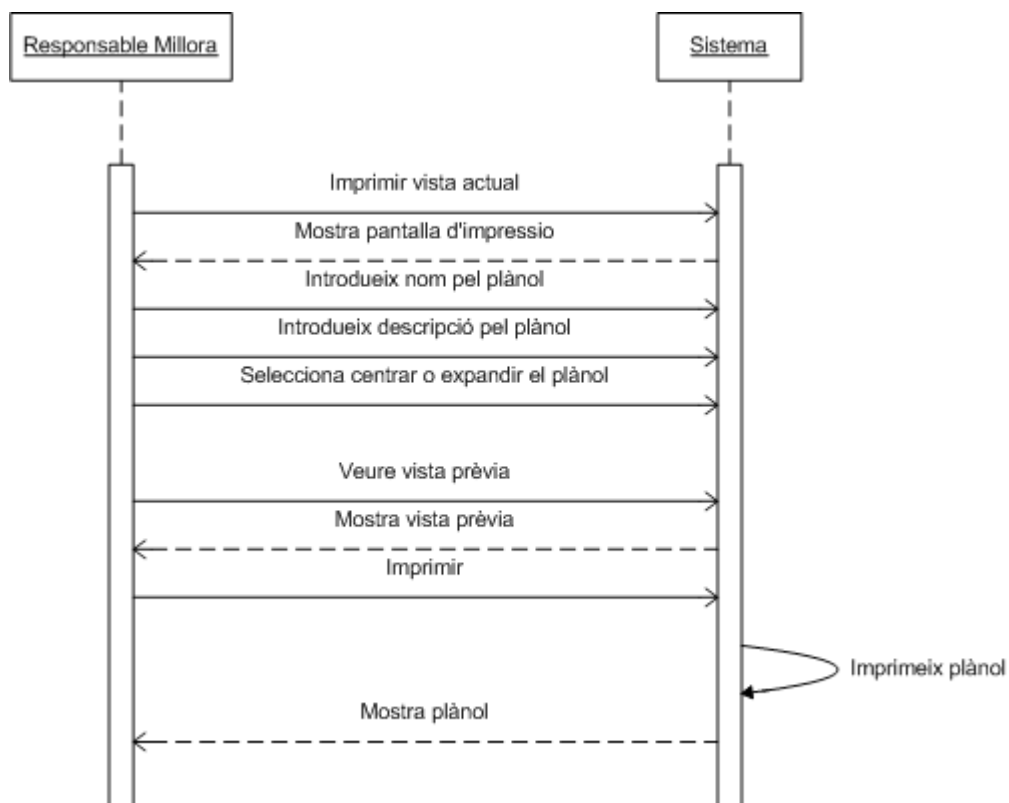 Responsable Millora
Sistema
Imprimir vista actual
Mostra pantalla d'impressio
Introdueix nom pel plànol
Introdueix descripció pel plànol
Selecciona centrar o expandir el plànol
Veure vista prèvia
Mostra vista prèvia
Imprimir
Imprimeix plànol
Mostra plànol